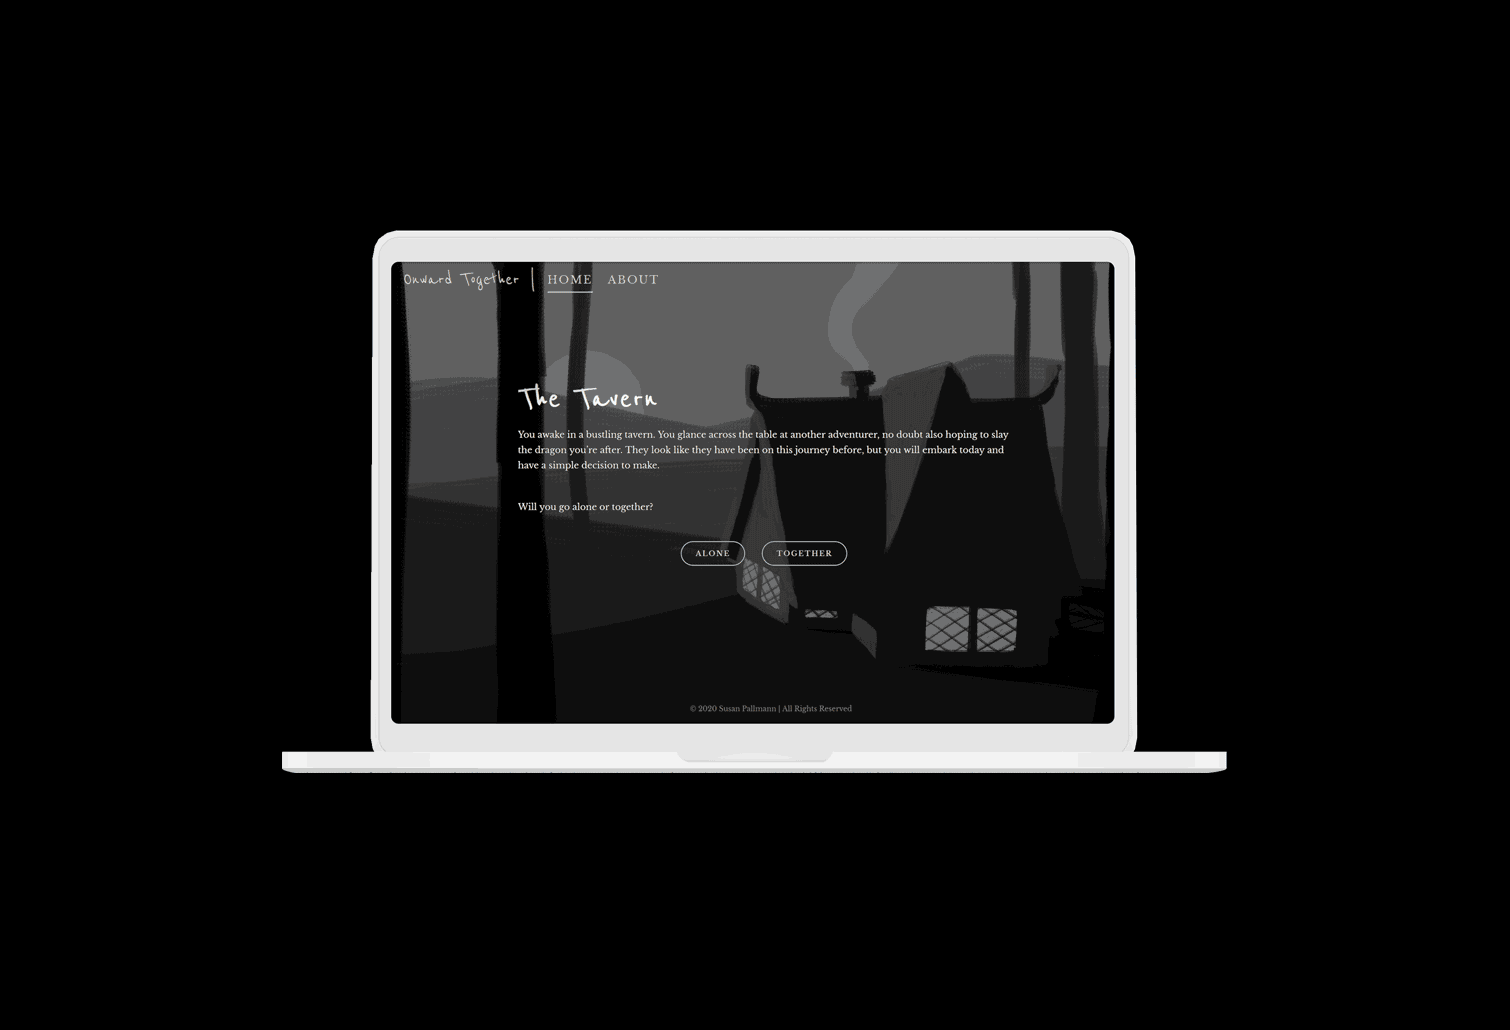 Onward Together | HOME ABOUT
The Tavern
You awake in a bustling tavern. You glance across the table at another adventurer, no doubt also hoping to slay
the dragon you're after. They look like they have been on this journey before, but you will embark today and
have a simple decision to make.
Will you go alone or together?
ALONE TOGETHER
© 2020 Susan Pallmann | All Rights Reserved